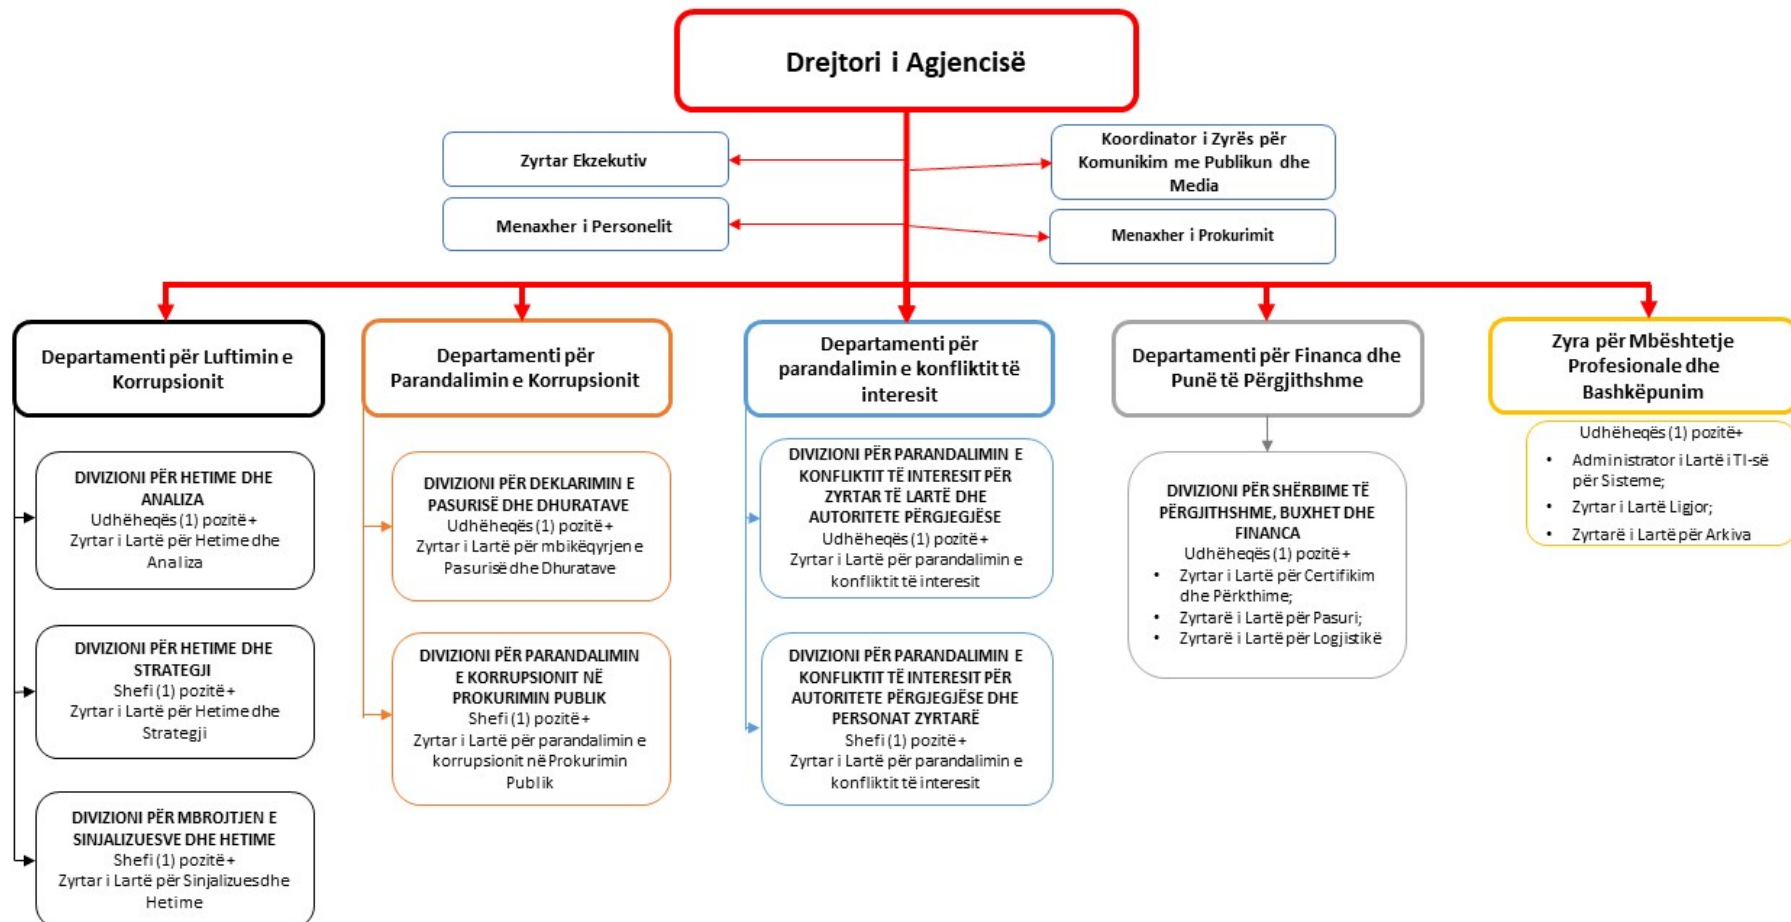 Drejtori i Agjencisë
Zyrtar Ekzekutiv
Koordinator i Zyrës për
Komunikim me Publikun dhe
Media
Menaxher i Personelit
Menaxher i Prokurimit
Departamenti për Luftimin e
Korrupsionit
Departamenti për
Parandalimin e Korrupsionit
Departamenti për
parandalimin e konfliktit të
interesit
Departamenti për Financa dhe
Punë të Përgjithshme
Zyra për Mbështetje
Profesionale dhe
Bashkëpunim
DIVIZIONI PËR HETIME DHE
ANALIZA
Udhëheqës (1) pozitë+
Zyrtar i Lartë për Hetime dhe
Analiza
DIVIZIONI PËR HETIME DHE
STRATEGJI
Shefi (1) pozitë+
Zyrtar i Lartë për Hetime dhe
Strategji
DIVIZIONI PËR MBROJTJEN E
SINJALIZUESVE DHE HETIME
Shefi (1) pozitë+
Zyrtar i Lartë për Sinjalizues dhe
Hetime
DIVIZIONI PËR DEKLARIMIN E
PASURISË DHE DHURATAVE
Udhëheqës (1) pozitë+
Zyrtar i Lartë për mbikëqyrjen e
Pasurisë dhe Dhuratave
DIVIZIONI PËR PARANDALIMIN
E KORRUPSIONIT NË
PROKURIMIN PUBLIK
Shefi (1) pozitë+
Zyrtar i Lartë për parandalimin e
korrupsionit në Prokurimin
Publik
DIVIZIONI PËR PARANDALIMIN E
KONFLIKTIT TË INTERESIT PËR
ZYRTAR TË LARTË DHE
AUTORITETE PËRGJEGJËSE
Udhëheqës (1) pozitë+
Zyrtar i Lartë për parandalimin e
konfliktit të interesit
DIVIZIONI PËR PARANDALIMIN E
KONFLIKTIT TË INTERESIT PËR
AUTORITETE PËRGJEGJËSE DHE
PERSONAT ZYRTARË
Shefi (1) pozitë+
Zyrtar i Lartë për parandalimin e
konfliktit të interesit
DIVIZIONI PËR SHËRBIME TË
PËRGJITHSHME, BUXHET DHE
FINANCA
Udhëheqës (1) pozitë+
• Zyrtar i Lartë për Certifikim
dhe Përkthime;
• Zyrtarë i Lartë për Pasuri;
• Zyrtarë i Lartë për Logjistikë
Udhëheqës (1) pozitë+
• Administrator i Lartë i TI-së
për Sisteme;
• Zyrtar i Lartë Ligjor;
• Zyrtarë i Lartë për Arkiva